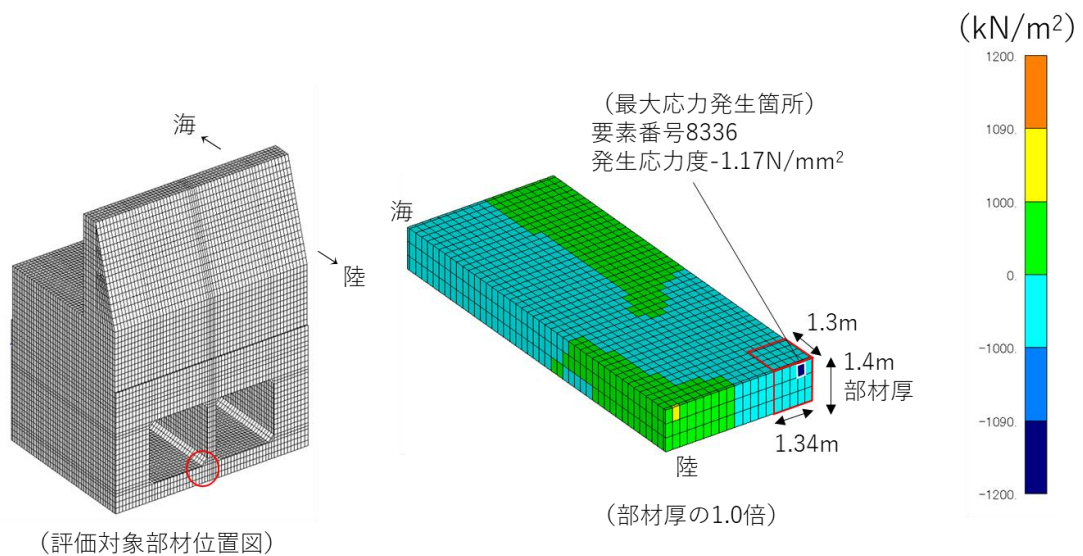 (kN/m²)
1200.
1090.
1000.
0.
−1000.
−1090.
−1200.
海
陸
(評価対象部材位置図)
(最大応力発生箇所)
要素番号8336
発生応力度-1.17N/mm²
海
1.3m
1.4m
部材厚
1.34m
陸
(部材厚の1.0倍)